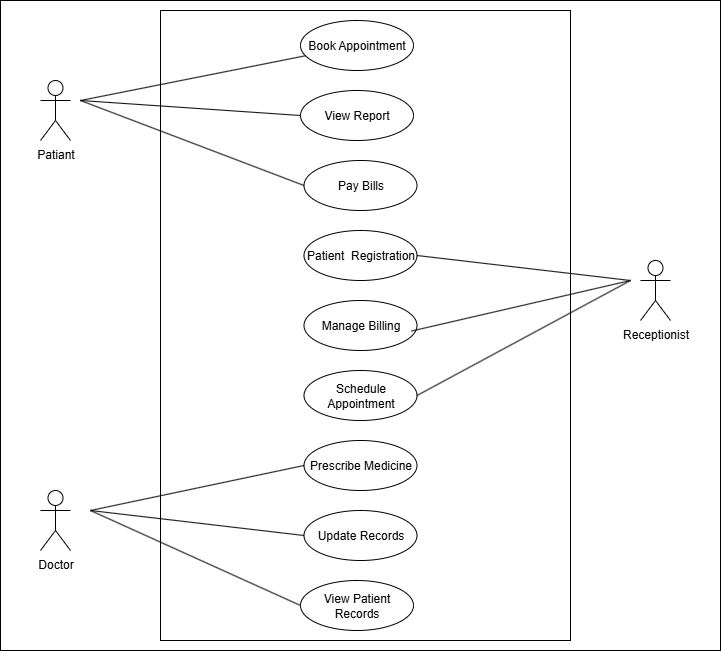 Book Appointment
View Report
Patiant
Pay Bills
Patient  Registration
Manage Billing
Receptionist
Schedule
Appointment
Prescribe Medicine
Update Records
Doctor
View Patient
Records